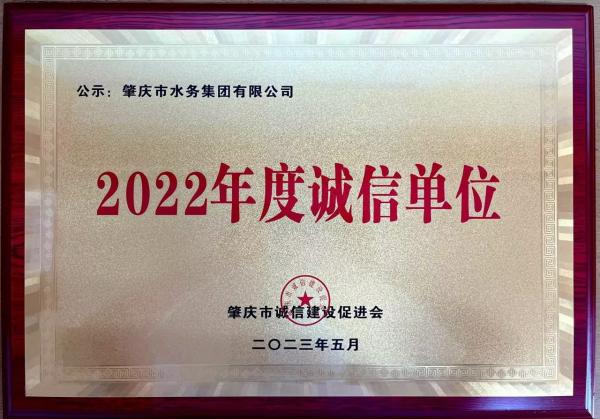 公示：肇庆市水务集团有限公司
2022年度诚信单位
肇庆市诚信建设促进会
二〇二三年五月